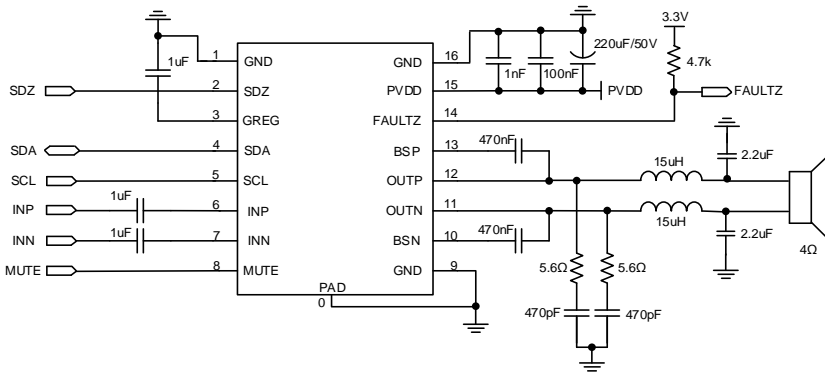 3.3V
1uF
1
GND
GND
16
1nF
100nF
220uF/50V
4.7k
SDZ
2
SDZ
PVDD
15
PVDD
FAULTZ
3
GREG
FAULTZ
14
SDA
4
SDA
BSP
13
470nF
2.2uF
SCL
5
SCL
OUTP
12
15uH
INP
1uF
6
INP
OUTN
11
15uH
INN
1uF
7
INN
BSN
10
470nF
2.2uF
4Ω
MUTE
8
MUTE
GND
9
5.6Ω
5.6Ω
PAD
0
470pF
470pF